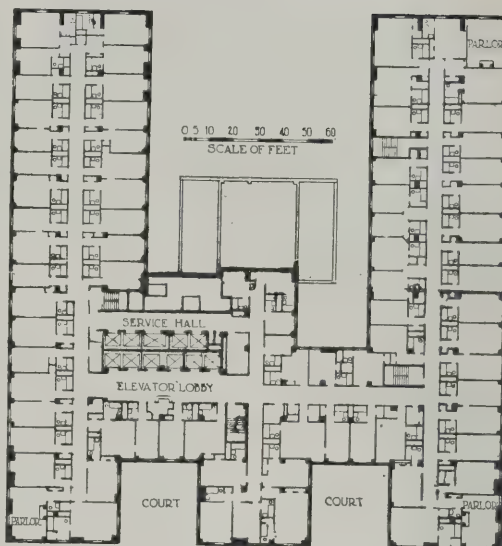 PARLOR
0 5 10 20 30 40 50 60
SCALE OF FEET
SERVICE HALL
ELEVATOR LOBBY
COURT
COURT
PARLOR
PARLOR